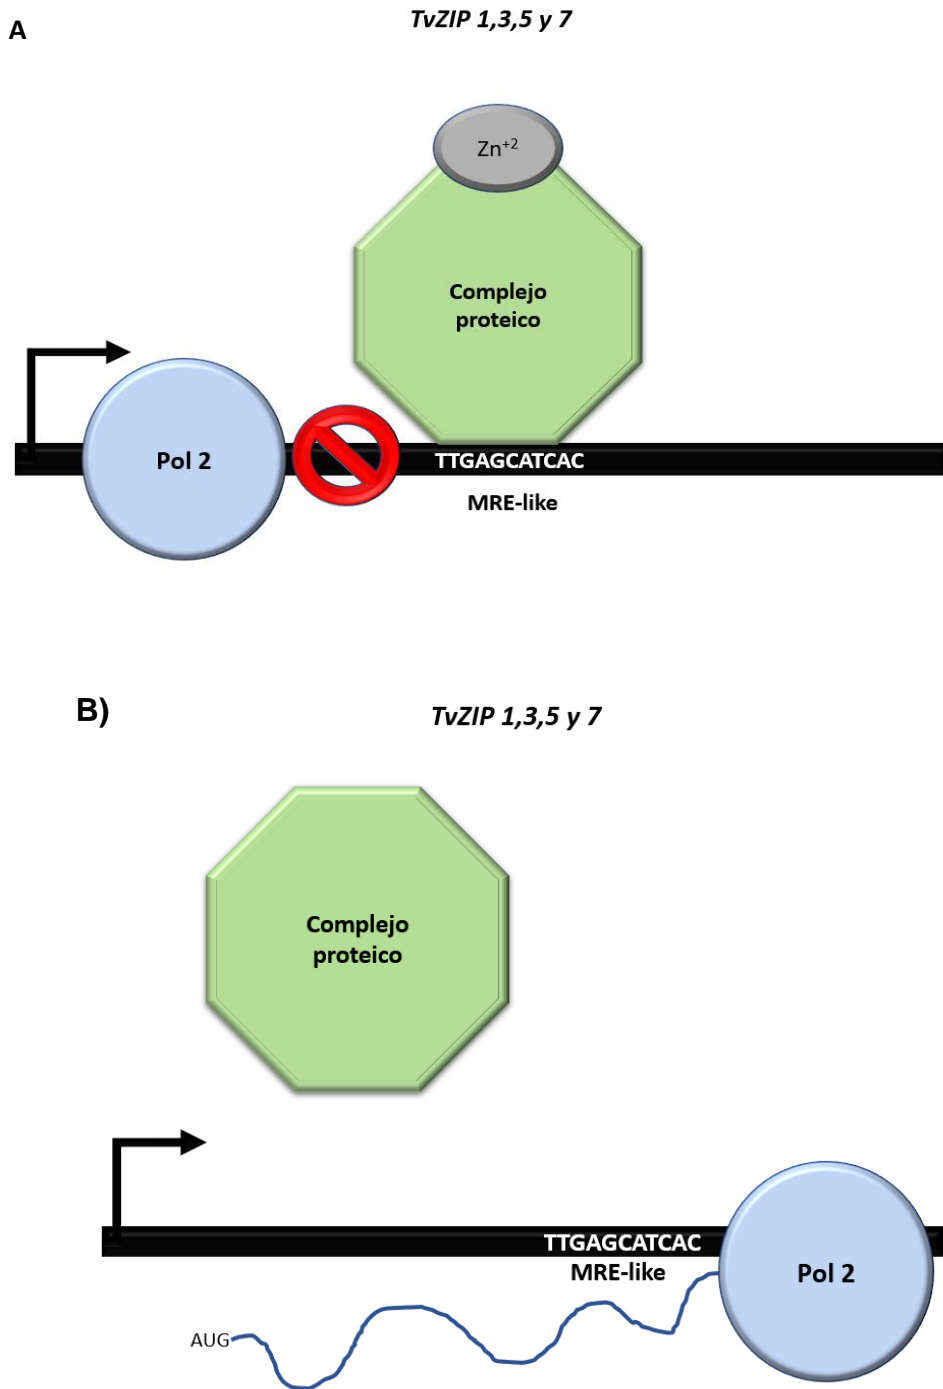 A
TvZIP 1,3,5 y 7
Zn+2
Complejo
proteico
Pol 2
TTGAGCATCAC
MRE-like
B)
TvZIP 1,3,5 y 7
Complejo
proteico
TTGAGCATCAC
MRE-like
Pol 2
AUG